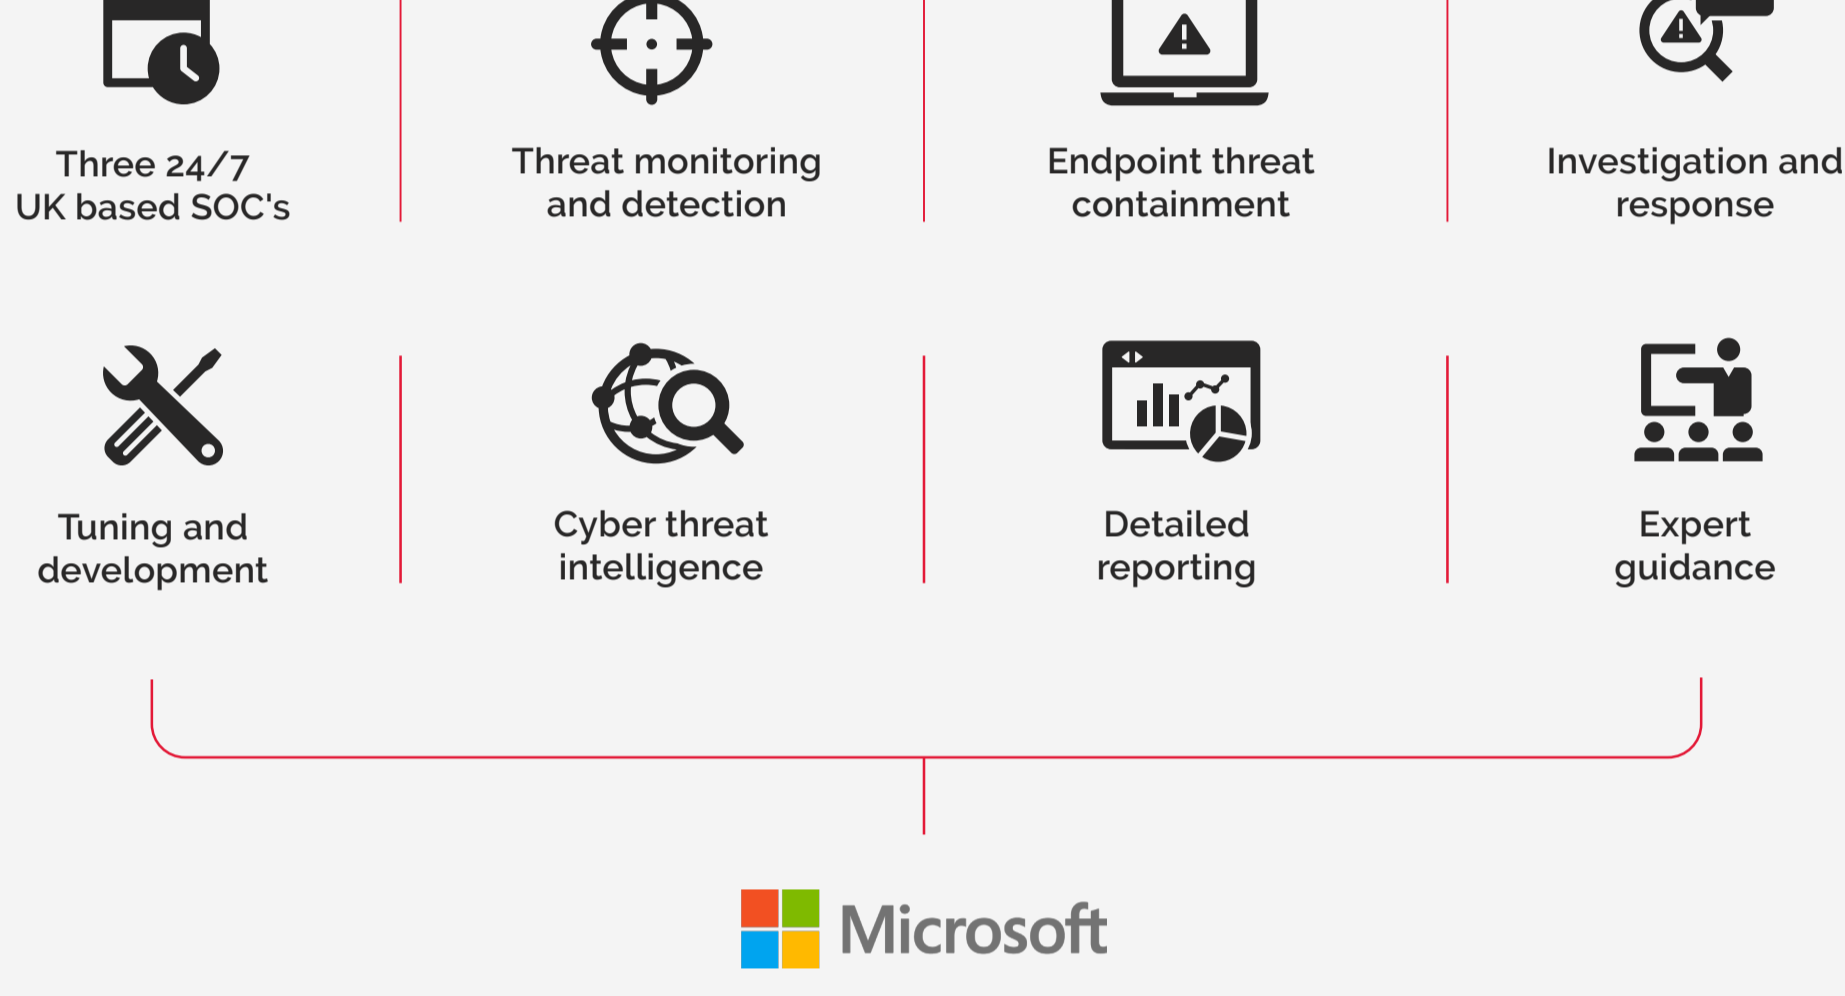 Three 24/7
UK based SOC's
Threat monitoring
and detection
Endpoint threat
containment
Investigation and
response
Tuning and
development
Cyber threat
intelligence
Detailed
reporting
Expert
guidance
Microsoft